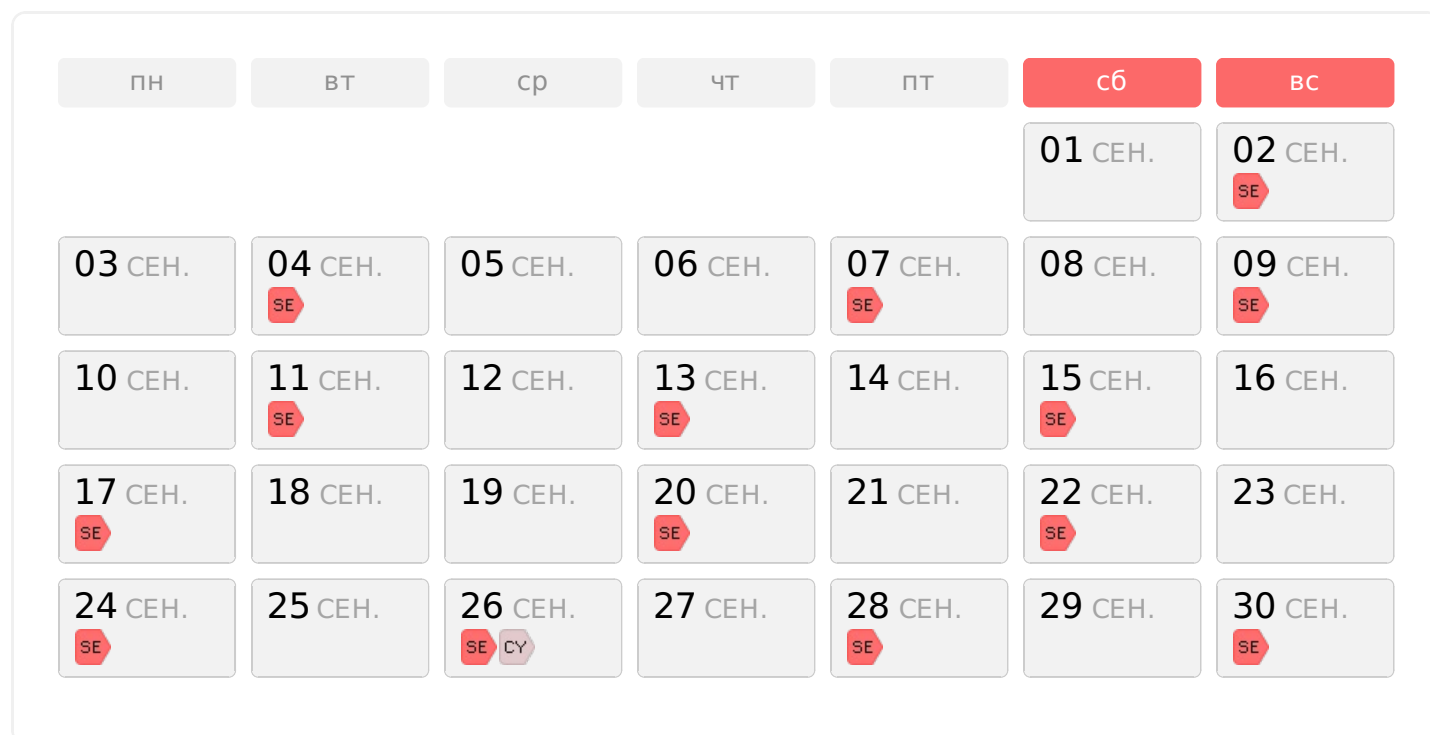 пн вт ср чт пт сб вс
01 СЕН. 02 СЕН.
SE
03 СЕН. 04 СЕН. 05 СЕН. 06 СЕН. 07 СЕН. 08 СЕН. 09 СЕН.
SE SE SE
10 СЕН. 11 СЕН. 12 СЕН. 13 СЕН. 14 СЕН. 15 СЕН. 16 СЕН.
SE SE SE
17 СЕН. 18 СЕН. 19 СЕН. 20 СЕН. 21 СЕН. 22 СЕН. 23 СЕН.
SE SE SE
24 СЕН. 25 СЕН. 26 СЕН. 27 СЕН. 28 СЕН. 29 СЕН. 30 СЕН.
SE SE CY SE SE